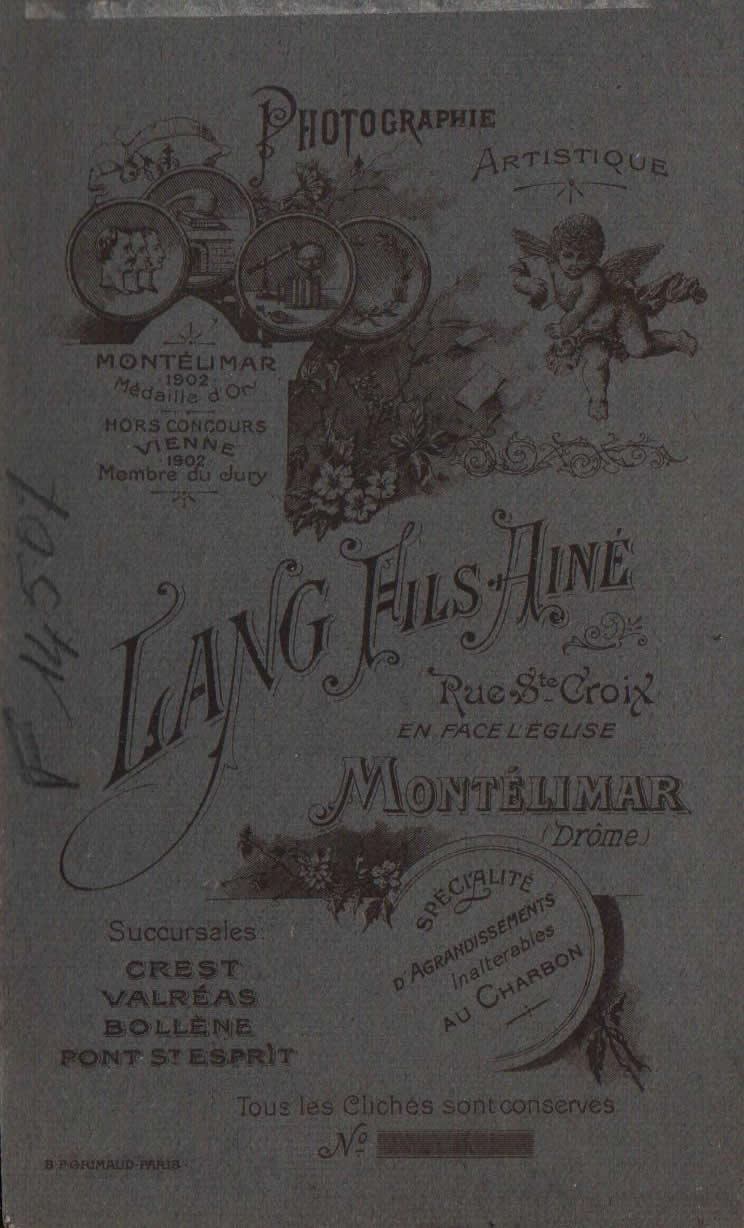 PHOTOGRAPHIE
ARTISTIQUE
MONTÉLIMAR
1902
Médaille d'Or
HORS CONCOURS
VIENNE
1902
Membre du Jury
F 14507
LANG FILS AINÉ
Rue Ste Croix
EN FACE L'ÉGLISE
MONTÉLIMAR
(Drôme)
SPÉCIALITÉ
D'AGRANDISSEMENTS
Inalterables
AU CHARBON
Succursales
CREST
VALRÉAS
BOLLÈNE
PONT ST ESPRIT
Tous les Clichés sont conservés
No
B.P. GRIMAUD-PARIS